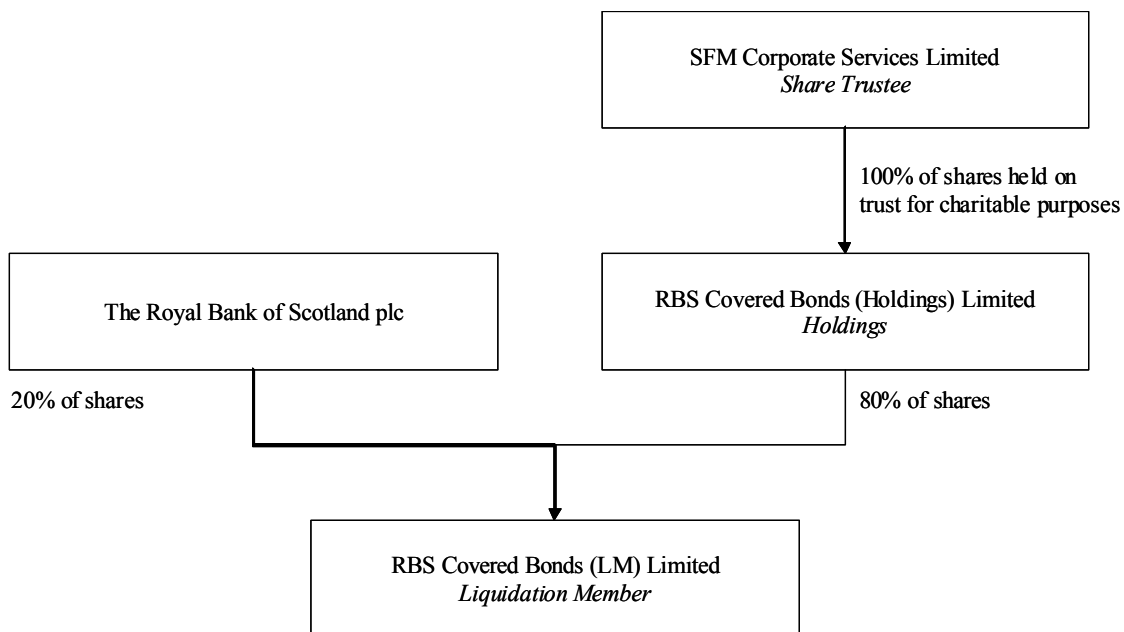 SFM Corporate Services Limited
Share Trustee
100% of shares held on
trust for charitable purposes
The Royal Bank of Scotland plc
RBS Covered Bonds (Holdings) Limited
Holdings
20% of shares
80% of shares
RBS Covered Bonds (LM) Limited
Liquidation Member